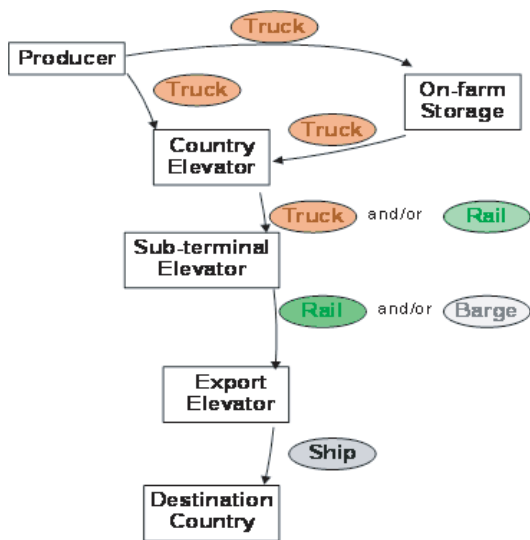 Truck
Producer
Truck
On-farm
Storage
Truck
Country
Elevator
Truck and/or Rail
Sub-terminal
Elevator
Rail and/or Barge
Export
Elevator
Ship
Destination
Country